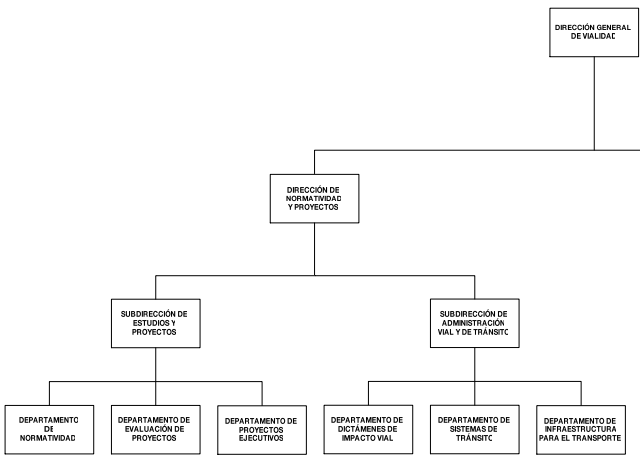 DIRECCIÓN GENERAL
DE VIALIDAD
DIRECCIÓN DE
NORMATIVIDAD
Y PROYECTOS
SUBDIRECCIÓN DE
ESTUDIOS Y
PROYECTOS
SUBDIRECCIÓN DE
ADMINISTRACIÓN
VIAL Y DE TRÁNSITO
DEPARTAMENTO
DE
NORMATIVIDAD
DEPARTAMENTO DE
EVALUACIÓN DE
PROYECTOS
DEPARTAMENTO DE
PROYECTOS
EJECUTIVOS
DEPARTAMENTO DE
DICTÁMENES DE
IMPACTO VIAL
DEPARTAMENTO DE
SISTEMAS DE
TRÁNSITO
DEPARTAMENTO DE
INFRAESTRUCTURA
PARA EL TRANSPORTE